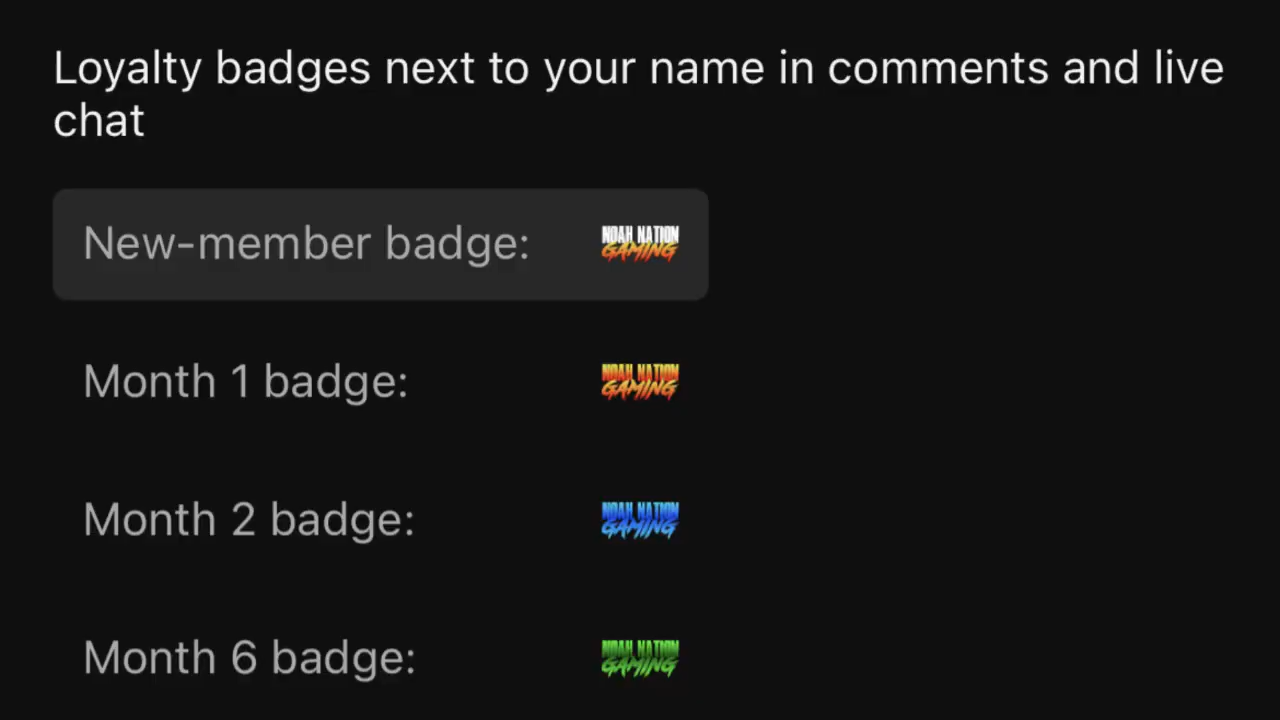 Loyalty badges next to your name in comments and live
chat
New-member badge:
NOAH NATION
GAMING
Month 1 badge:
NOAH NATION
GAMING
Month 2 badge:
NOAH NATION
GAMING
Month 6 badge:
NOAH NATION
GAMING